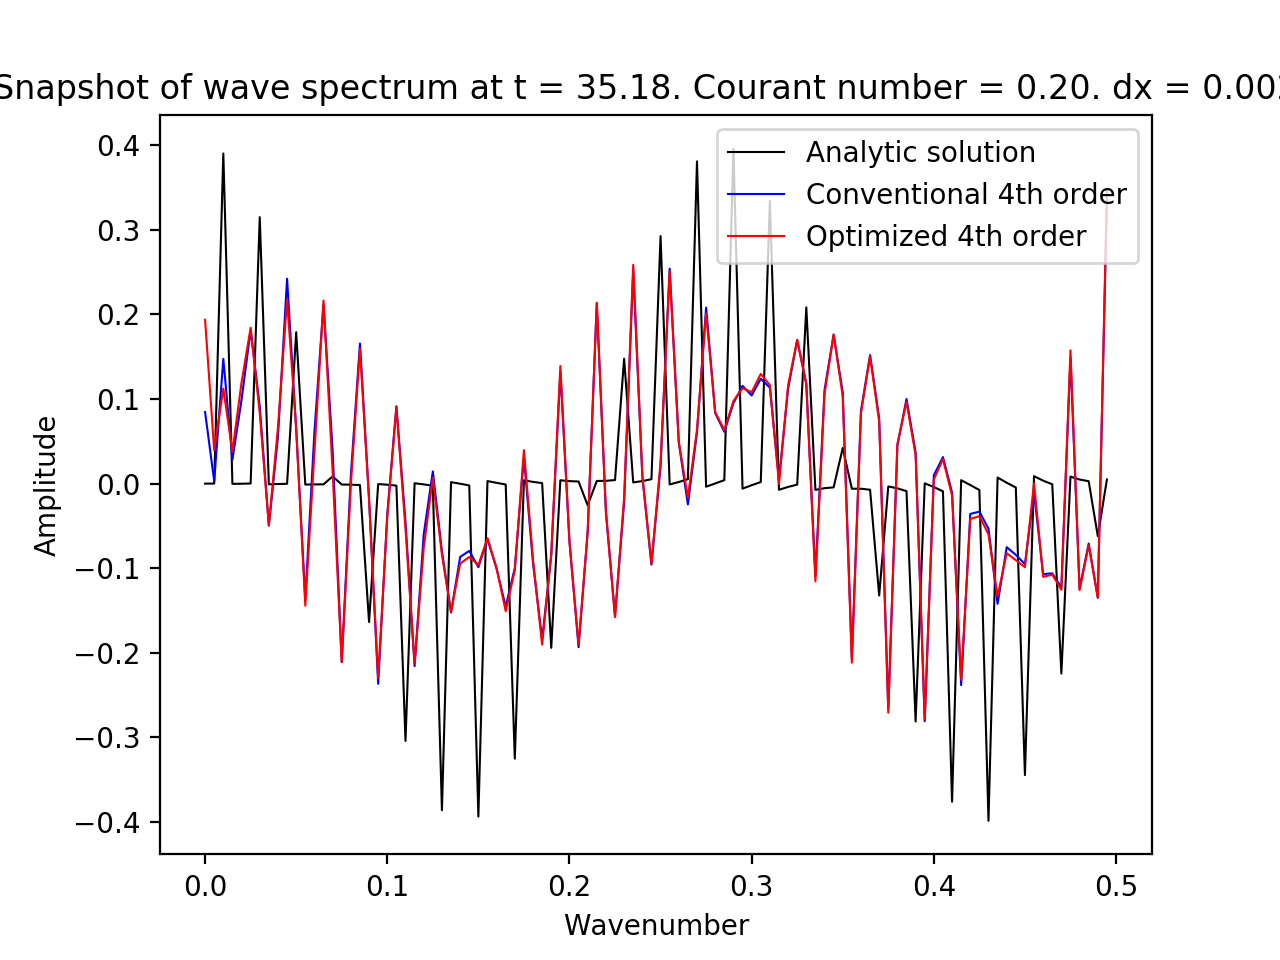 Snapshot of wave spectrum at t = 35.18. Courant number = 0.20. dx = 0.002
Analytic solution
Conventional 4th order
Optimized 4th order
Amplitude
0.4
0.3
0.2
0.1
0.0
−0.1
−0.2
−0.3
−0.4
0.0 0.1 0.2 0.3 0.4 0.5
Wavenumber